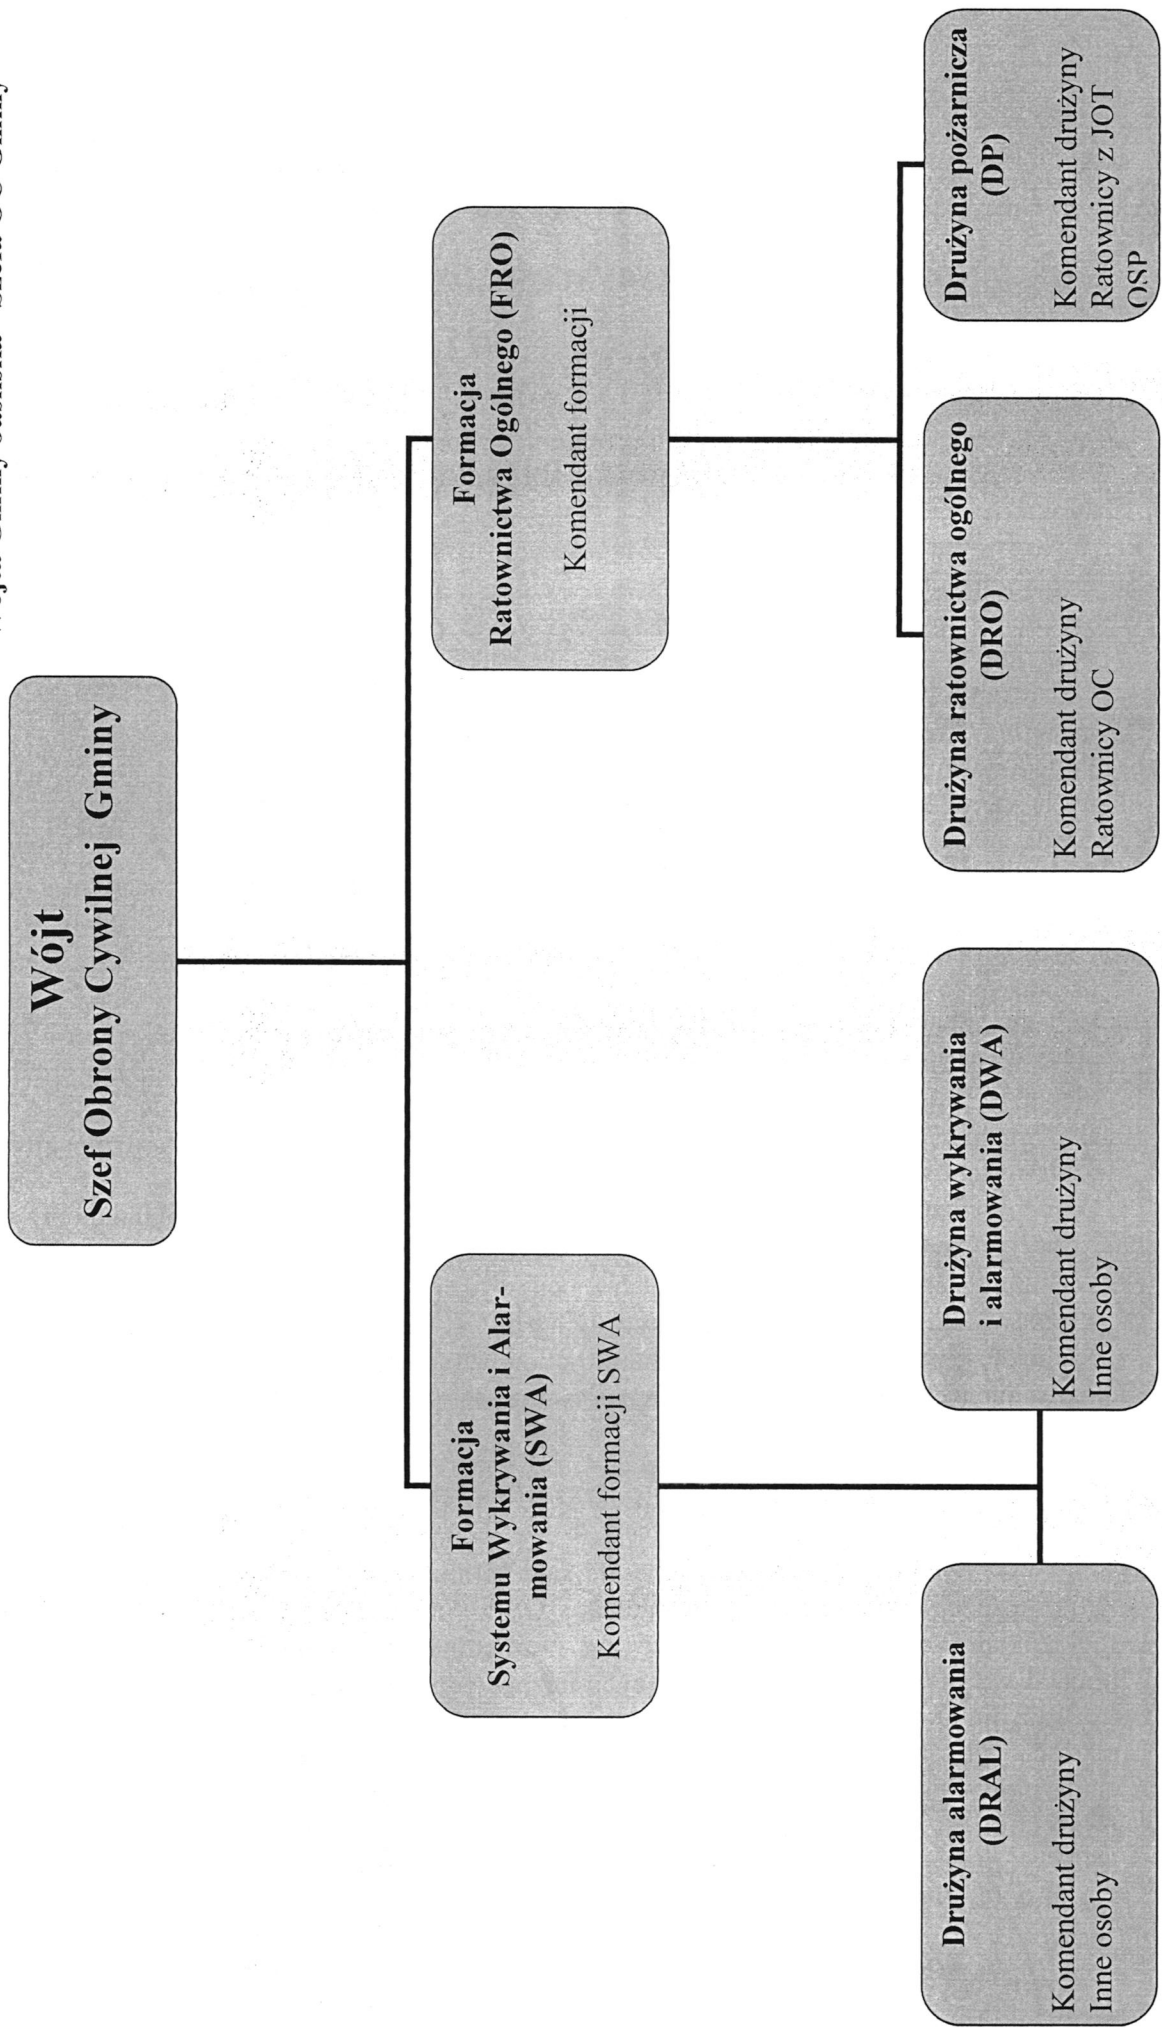 Wójt
Szef Obrony Cywilnej Gminy
Formacja
Systemu Wykrywania i Alar-
mowania (SWA)
Komendant formacji SWA
Formacja
Ratownictwa Ogólnego (FRO)
Komendant formacji
Drużyna alarmowania
(DRAL)
Komendant drużyny
Inne osoby
Drużyna wykrywania
i alarmowania (DWA)
Komendant drużyny
Inne osoby
Drużyna ratownictwa ogólnego
(DRO)
Komendant drużyny
Ratownicy OC
Drużyna pożarnicza
(DP)
Komendant drużyny
Ratownicy z JOT
OSP